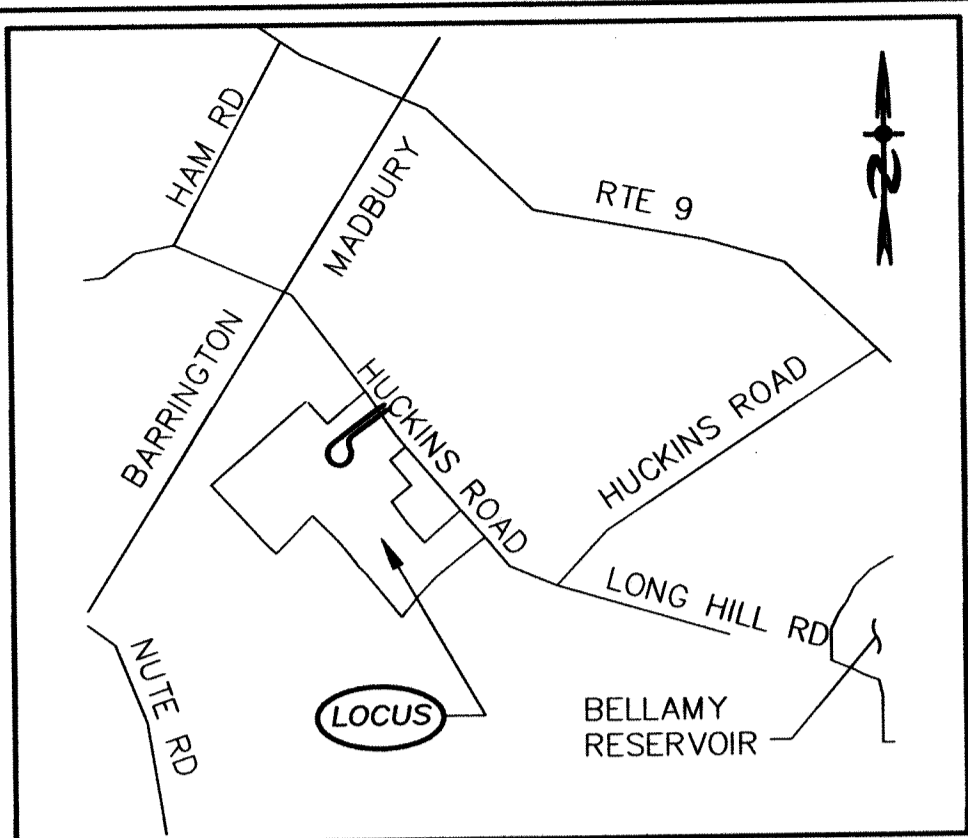 HAM RD
MADBURY
RTE 9
N
BARRINGTON
HUCKINS ROAD
HUCKINS ROAD
LONG HILL RD
NUTE RD
LOCUS
BELLAMY
RESERVOIR